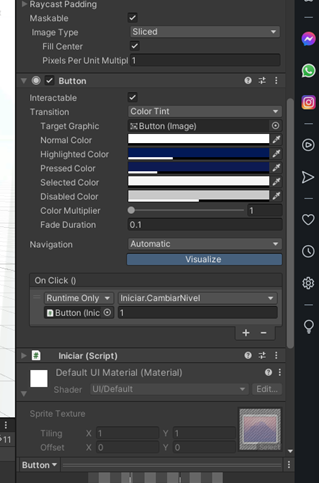 Raycast Padding
Maskable
Image Type Sliced
Fill Center
Pixels Per Unit Multipl 1
Button
Interactable
Transition Color Tint
Target Graphic Button (Image)
Normal Color
Highlighted Color
Pressed Color
Selected Color
Disabled Color
Color Multiplier 1
Fade Duration 0.1
Navigation Automatic
Visualize
On Click ()
Runtime Only Iniciar.CambiarNivel
Button (Inic 1
+ −
Iniciar (Script)
Default UI Material (Material)
Shader UI/Default Edit...
Sprite Texture
Tiling X 1 Y 1
Offset X 0 Y 0
Select
11
Button